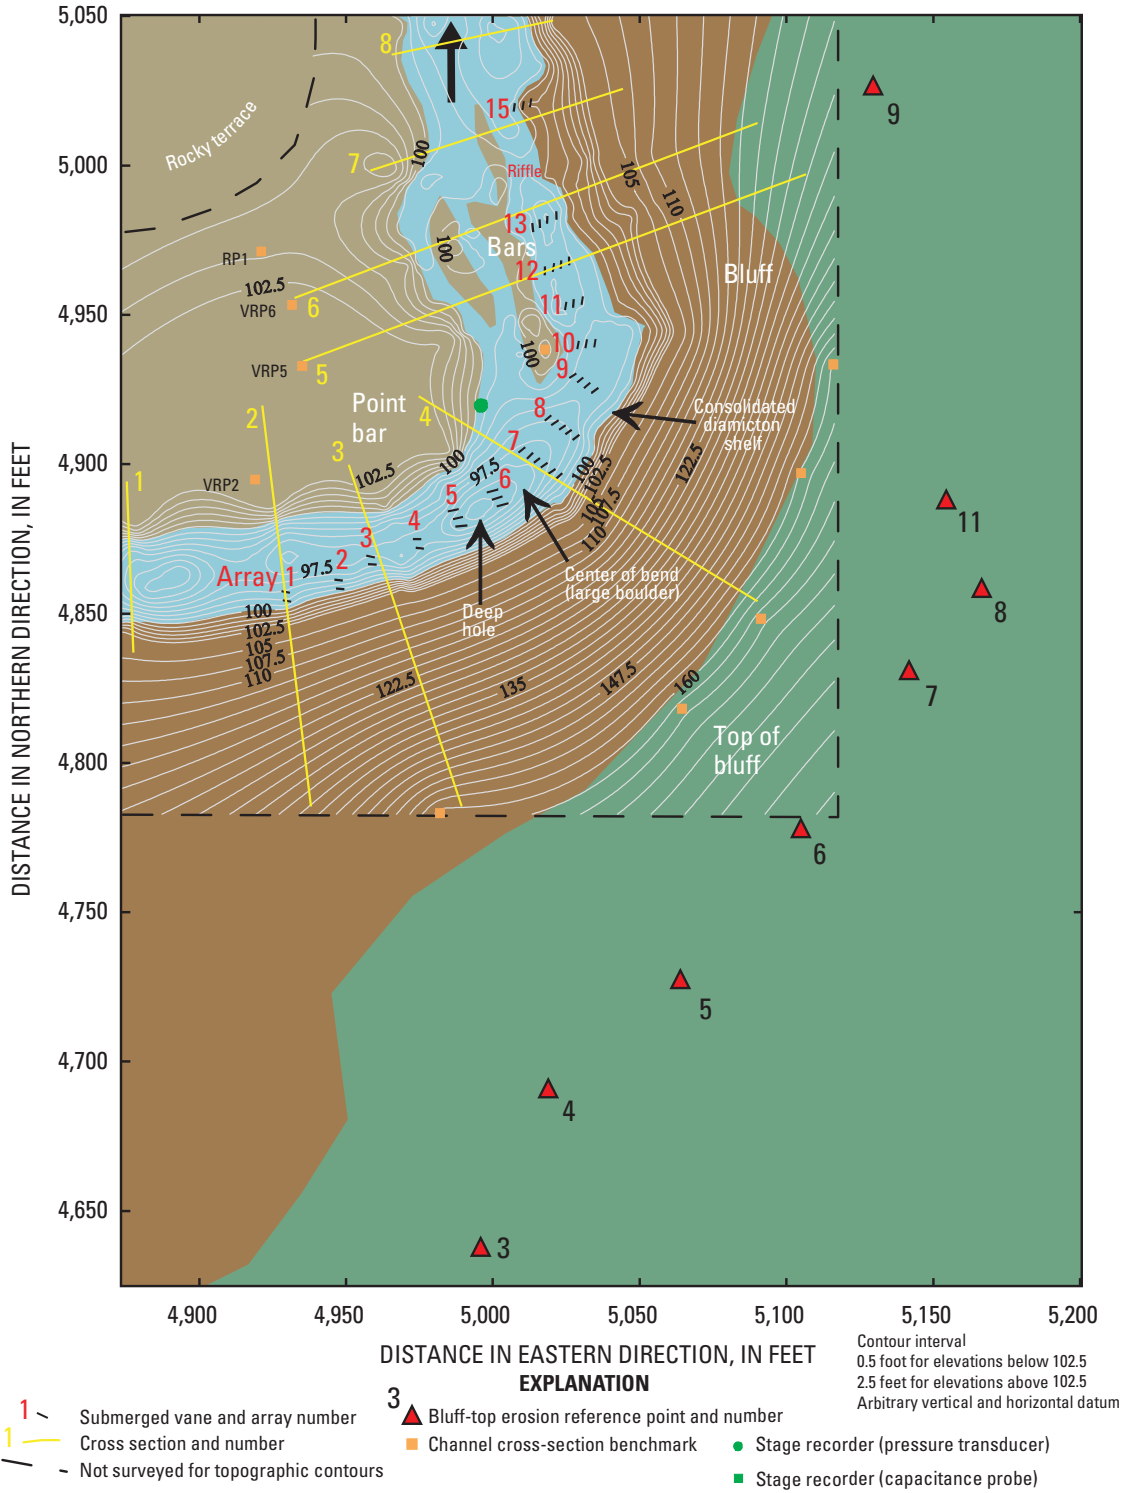 5,050
5,000
4,950
4,900
4,850
4,800
4,750
4,700
4,650
DISTANCE IN NORTHERN DIRECTION, IN FEET
8
15
9
Rocky terrace
7
100
Riffle
105
110
13
100
Bars
RP1
12
Bluff
102.5
VRP6
6
11
10
100
VRP5
5
9
Point
bar
2
4
8
Consolidated
diamicton
shelf
7
3
100
97.5
100
102.5
122.5
1
102.5
VRP2
6
5
105
107.5
11
4
110
3
2
97.5
Array 1
Center of bend
(large boulder)
8
Deep
hole
100
102.5
105
107.5
110
122.5
135
147.5
160
7
Top of
bluff
6
5
4
3
4,900
4,950
5,000
5,050
5,100
5,150
5,200
DISTANCE IN EASTERN DIRECTION, IN FEET
EXPLANATION
Contour interval
0.5 foot for elevations below 102.5
2.5 feet for elevations above 102.5
Arbitrary vertical and horizontal datum
1 Submerged vane and array number
1 Cross section and number
Not surveyed for topographic contours
3 Bluff-top erosion reference point and number
Channel cross-section benchmark
Stage recorder (pressure transducer)
Stage recorder (capacitance probe)